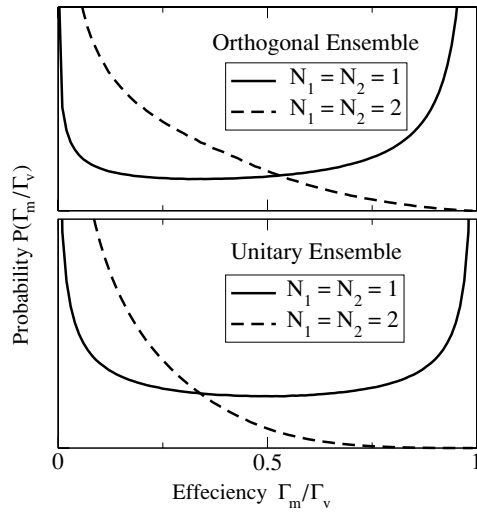 Orthogonal Ensemble
N₁ = N₂ = 1
N₁ = N₂ = 2
Probability P(Γₘ/Γᵥ)
Unitary Ensemble
N₁ = N₂ = 1
N₁ = N₂ = 2
0 0.5 1
Effeciency Γₘ/Γᵥ